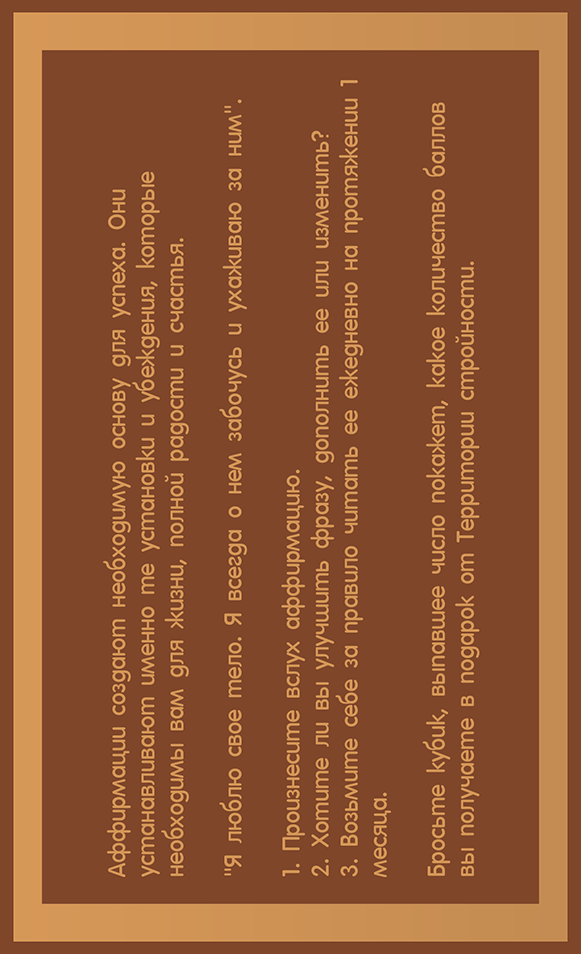 Аффирмации создают необходимую основу для успеха. Они
устанавливают именно те установки и убеждения, которые
необходимы вам для жизни, полной радости и счастья.
"Я люблю свое тело. Я всегда о нем забочусь и ухаживаю за ним".
1. Произнесите вслух аффирмацию.
2. Хотите ли вы улучшить фразу, дополнить ее или изменить?
3. Возьмите себе за правило читать ее ежедневно на протяжении 1
месяца.
Бросьте кубик, выпавшее число покажет, какое количество баллов
вы получаете в подарок от Территории стройности.